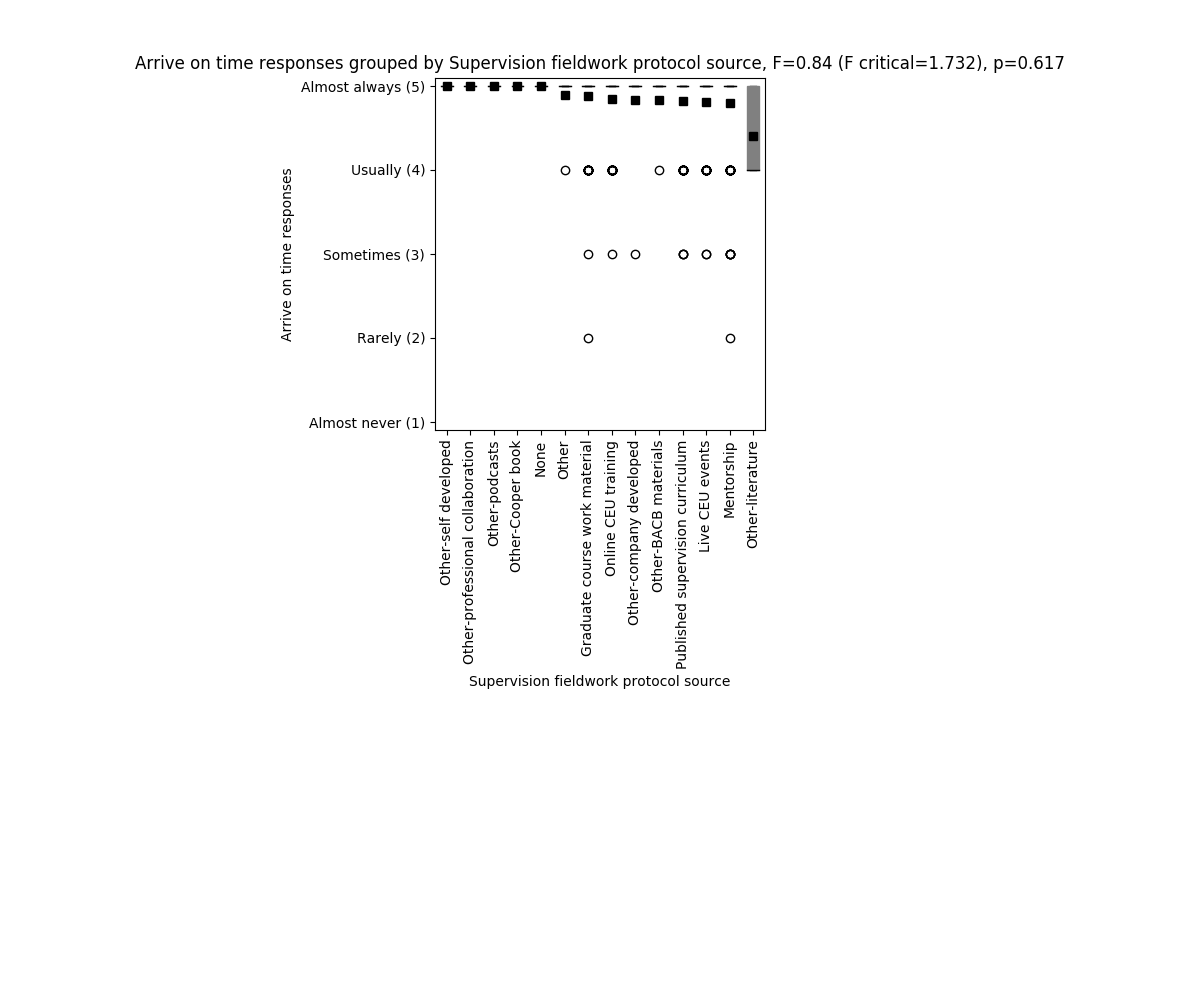 Arrive on time responses grouped by Supervision fieldwork protocol source, F=0.84 (F critical=1.732), p=0.617
Arrive on time responses
Almost always (5)
Usually (4)
Sometimes (3)
Rarely (2)
Almost never (1)
Other-self developed
Other-professional collaboration
Other-podcasts
Other-Cooper book
None
Other
Graduate course work material
Online CEU training
Other-company developed
Other-BACB materials
Published supervision curriculum
Live CEU events
Mentorship
Other-literature
Supervision fieldwork protocol source